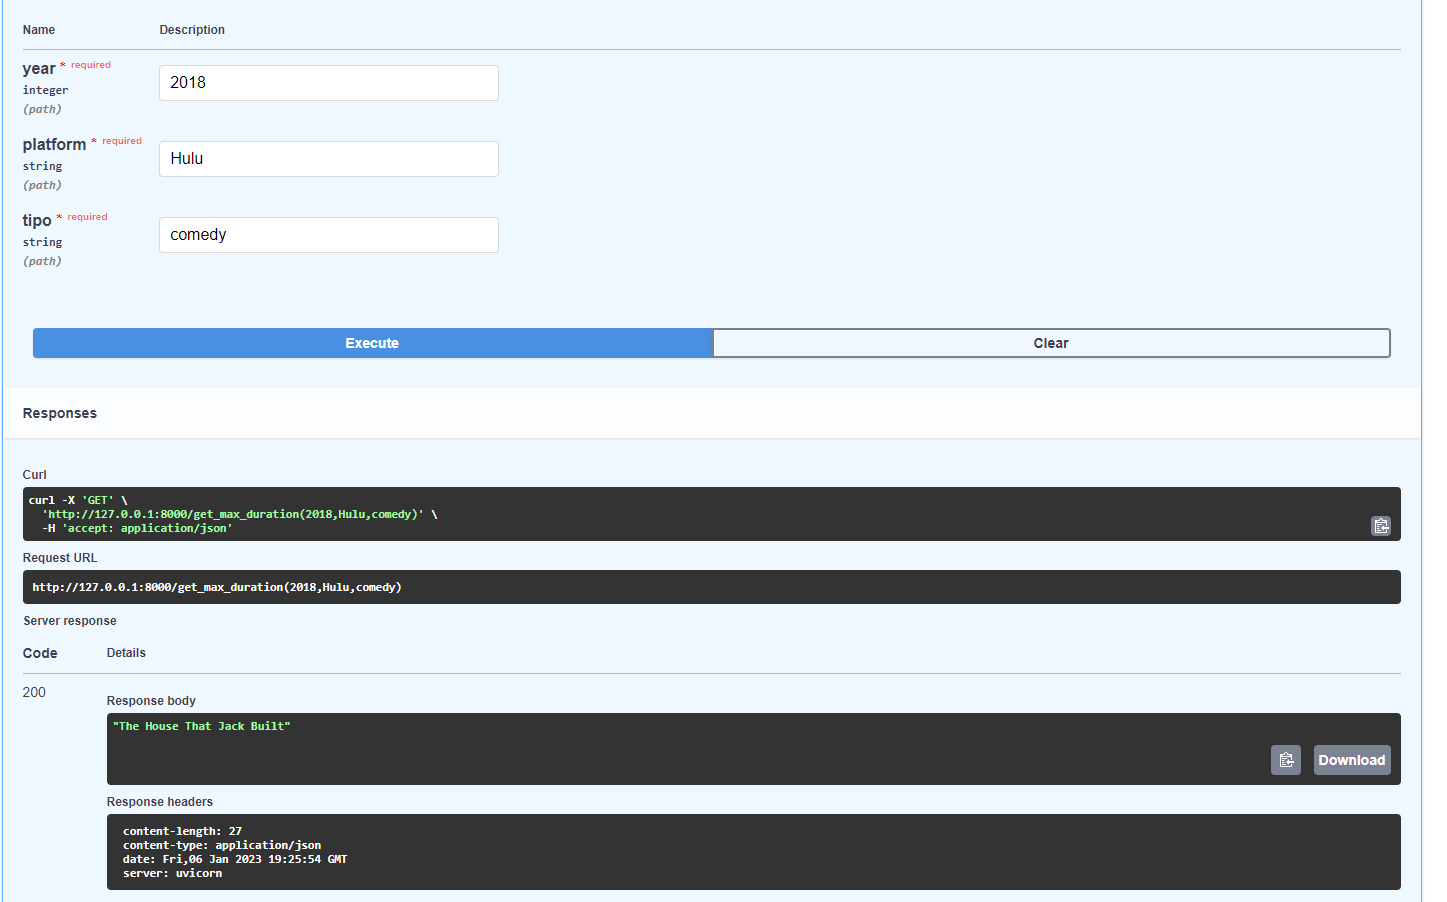 Name Description
year * required
integer
(path)
2018
platform * required
string
(path)
Hulu
tipo * required
string
(path)
comedy
Execute Clear
Responses
Curl
curl -X 'GET' \
'http://127.0.0.1:8000/get_max_duration(2018,Hulu,comedy)' \
-H 'accept: application/json'
Request URL
http://127.0.0.1:8000/get_max_duration(2018,Hulu,comedy)
Server response
Code Details
200
Response body
"The House That Jack Built"
Download
Response headers
content-length: 27
content-type: application/json
date: Fri,06 Jan 2023 19:25:54 GMT
server: uvicorn